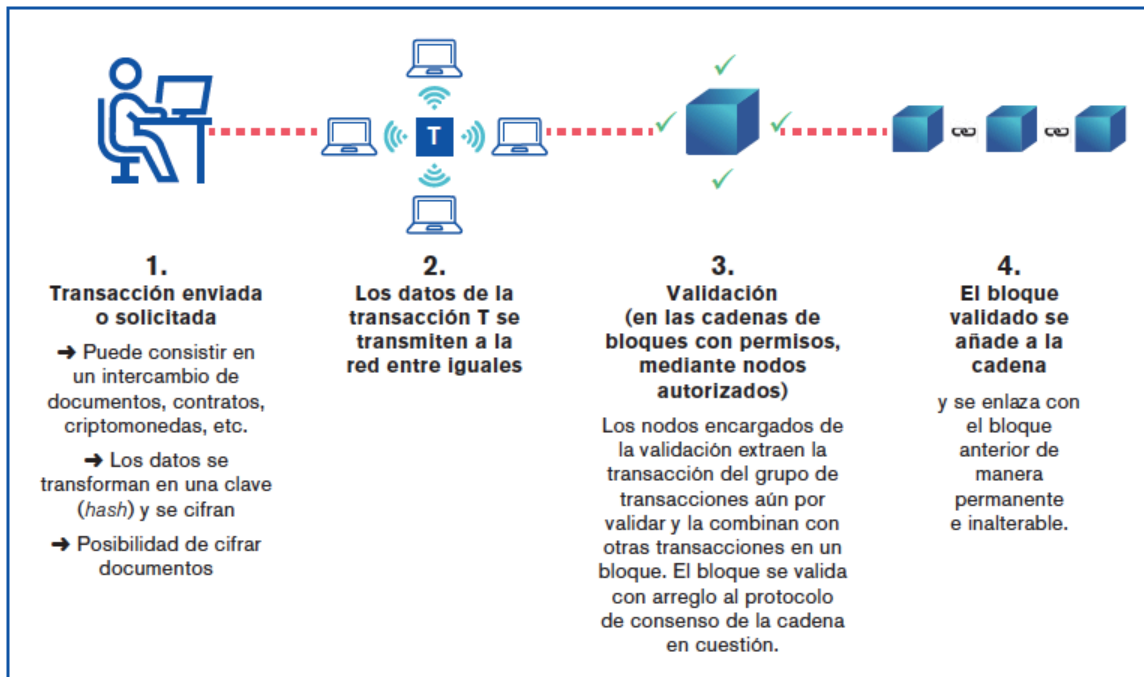 T
1.
Transacción enviada
o solicitada
➜ Puede consistir en
un intercambio de
documentos, contratos,
criptomonedas, etc.
➜ Los datos se
transforman en una clave
(hash) y se cifran
➜ Posibilidad de cifrar
documentos
2.
Los datos de la
transacción T se
transmiten a la
red entre iguales
3.
Validación
(en las cadenas de
bloques con permisos,
mediante nodos
autorizados)
Los nodos encargados de
la validación extraen la
transacción del grupo de
transacciones aún por
validar y la combinan con
otras transacciones en un
bloque. El bloque se valida
con arreglo al protocolo
de consenso de la cadena
en cuestión.
4.
El bloque
validado se
añade a la
cadena
y se enlaza con
el bloque
anterior de
manera
permanente
e inalterable.